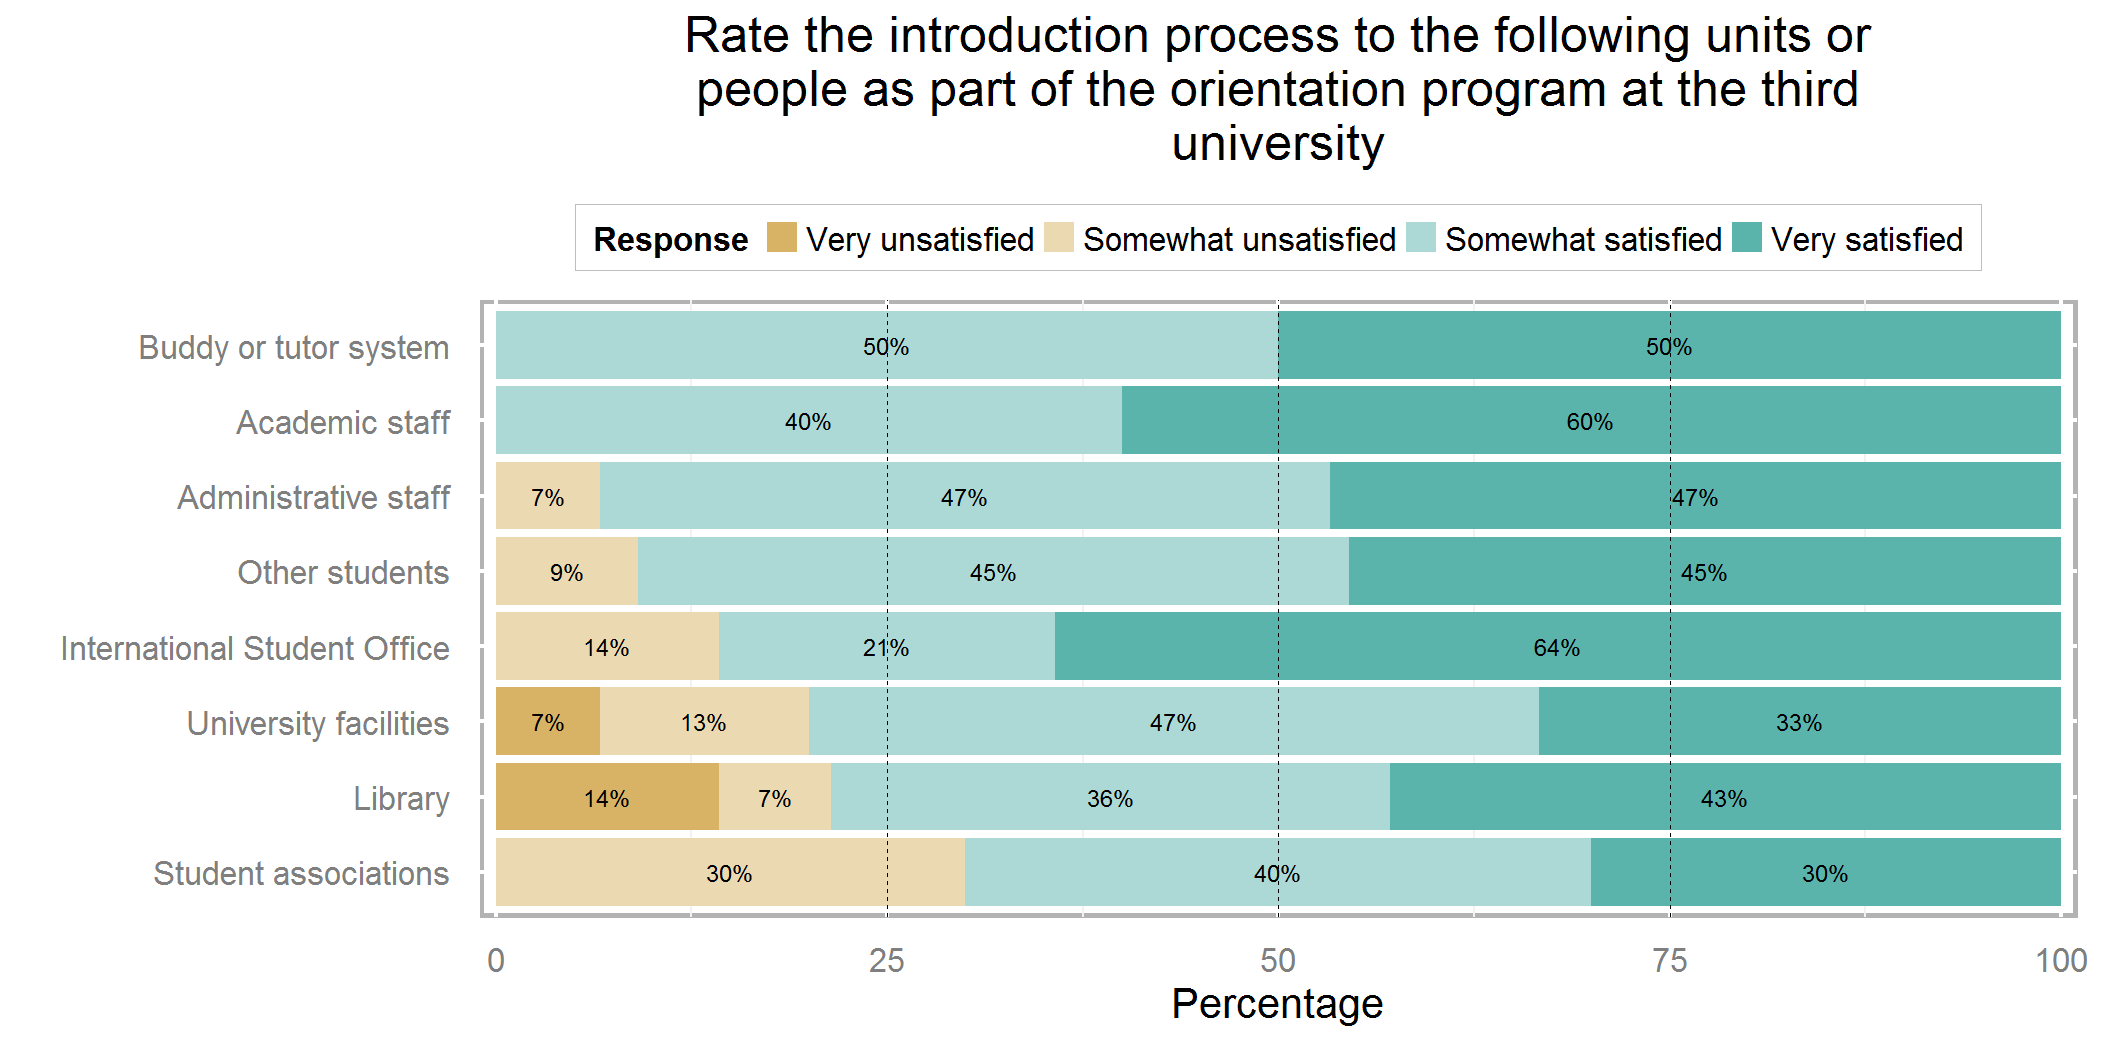 Rate the introduction process to the following units or
people as part of the orientation program at the third
university
Response Very unsatisfied Somewhat unsatisfied Somewhat satisfied Very satisfied
Buddy or tutor system 50% 50%
Academic staff 40% 60%
Administrative staff 7% 47% 47%
Other students 9% 45% 45%
International Student Office 14% 21% 64%
University facilities 7% 13% 47% 33%
Library 14% 7% 36% 43%
Student associations 30% 40% 30%
0 25 50 75 100
Percentage